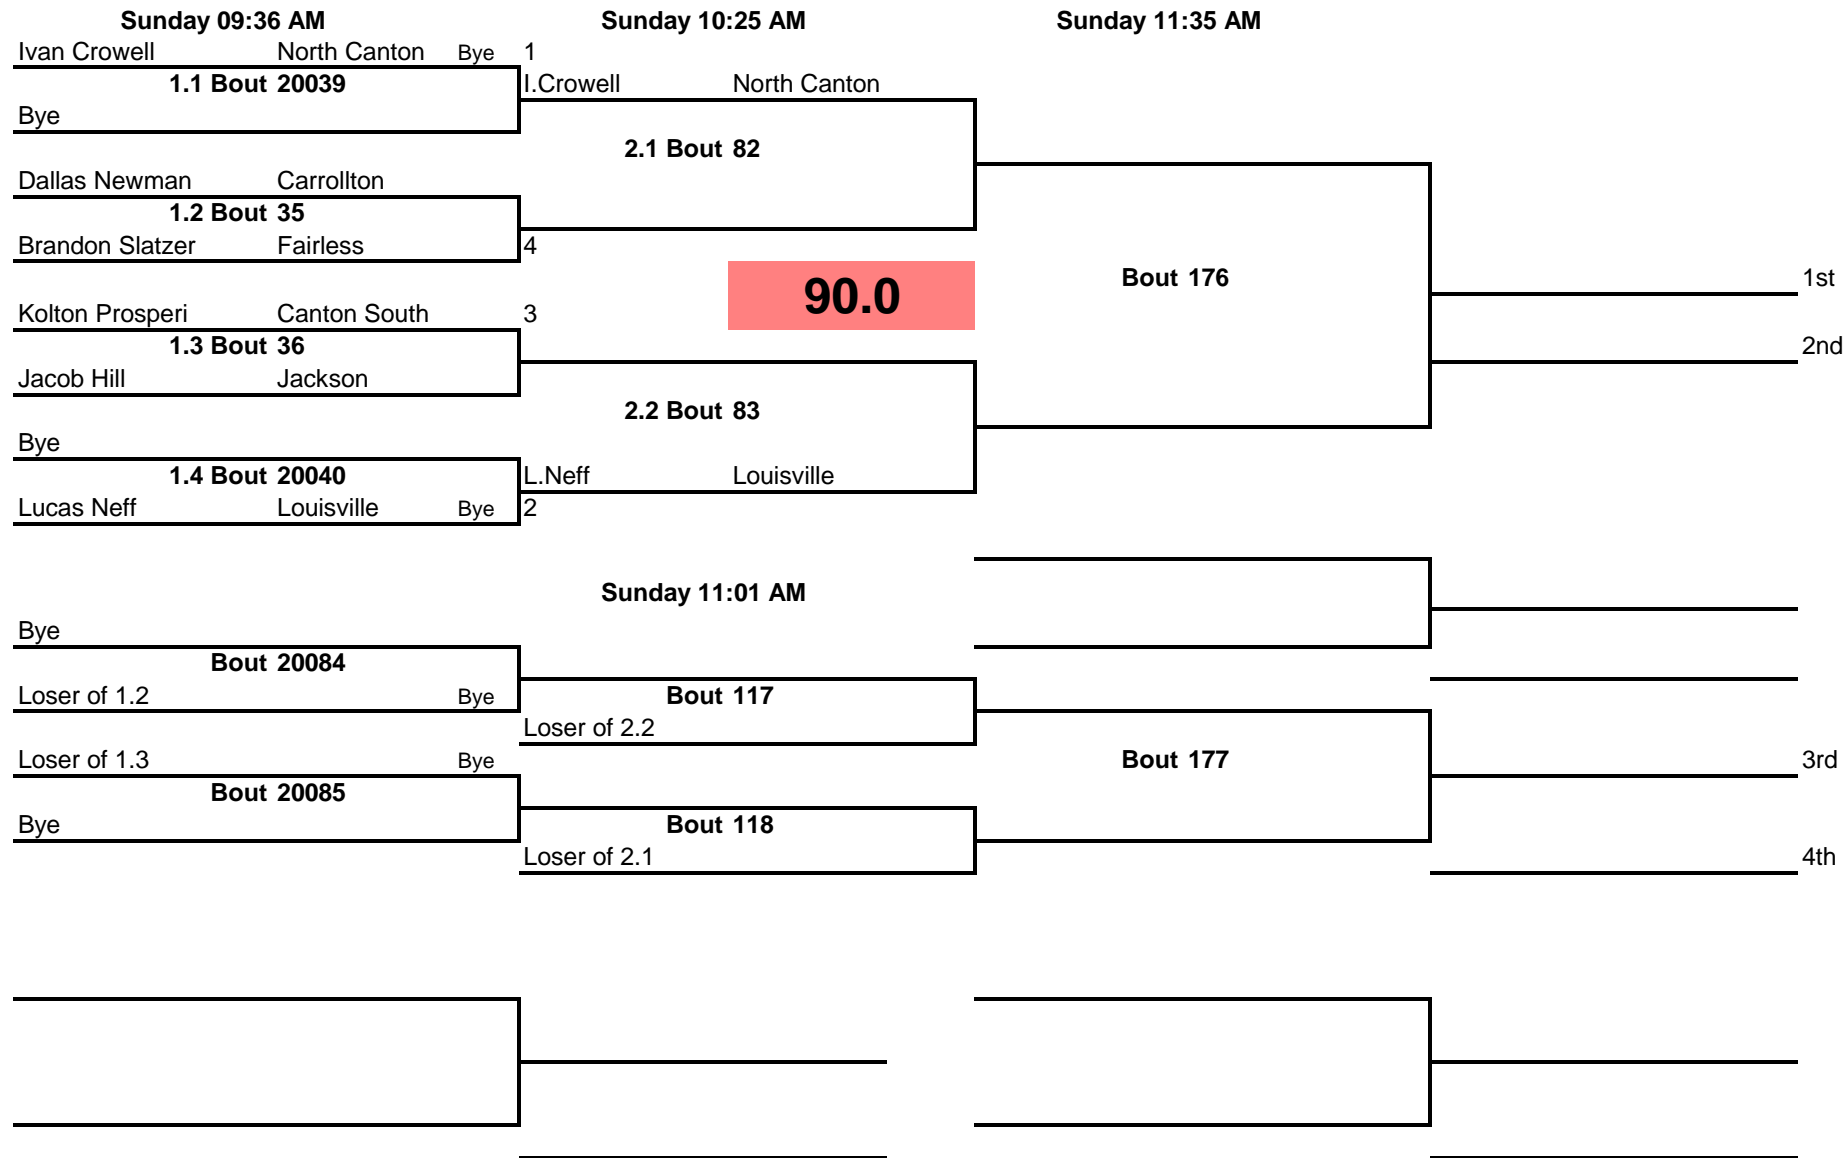 Sunday 09:36 AM Sunday 10:25 AM Sunday 11:35 AM
Ivan Crowell North Canton Bye 1
1.1 Bout 20039 I.Crowell North Canton
Bye
2.1 Bout 82
Dallas Newman Carrollton
1.2 Bout 35
Brandon Slatzer Fairless 4
90.0 Bout 176 1st
Kolton Prosperi Canton South 3
1.3 Bout 36 2nd
Jacob Hill Jackson
2.2 Bout 83
Bye
1.4 Bout 20040 L.Neff Louisville
Lucas Neff Louisville Bye 2
Sunday 11:01 AM
Bye
Bout 20084
Loser of 1.2 Bye Bout 117
Loser of 2.2
Loser of 1.3 Bye Bout 177 3rd
Bout 20085
Bye Bout 118
Loser of 2.1 4th